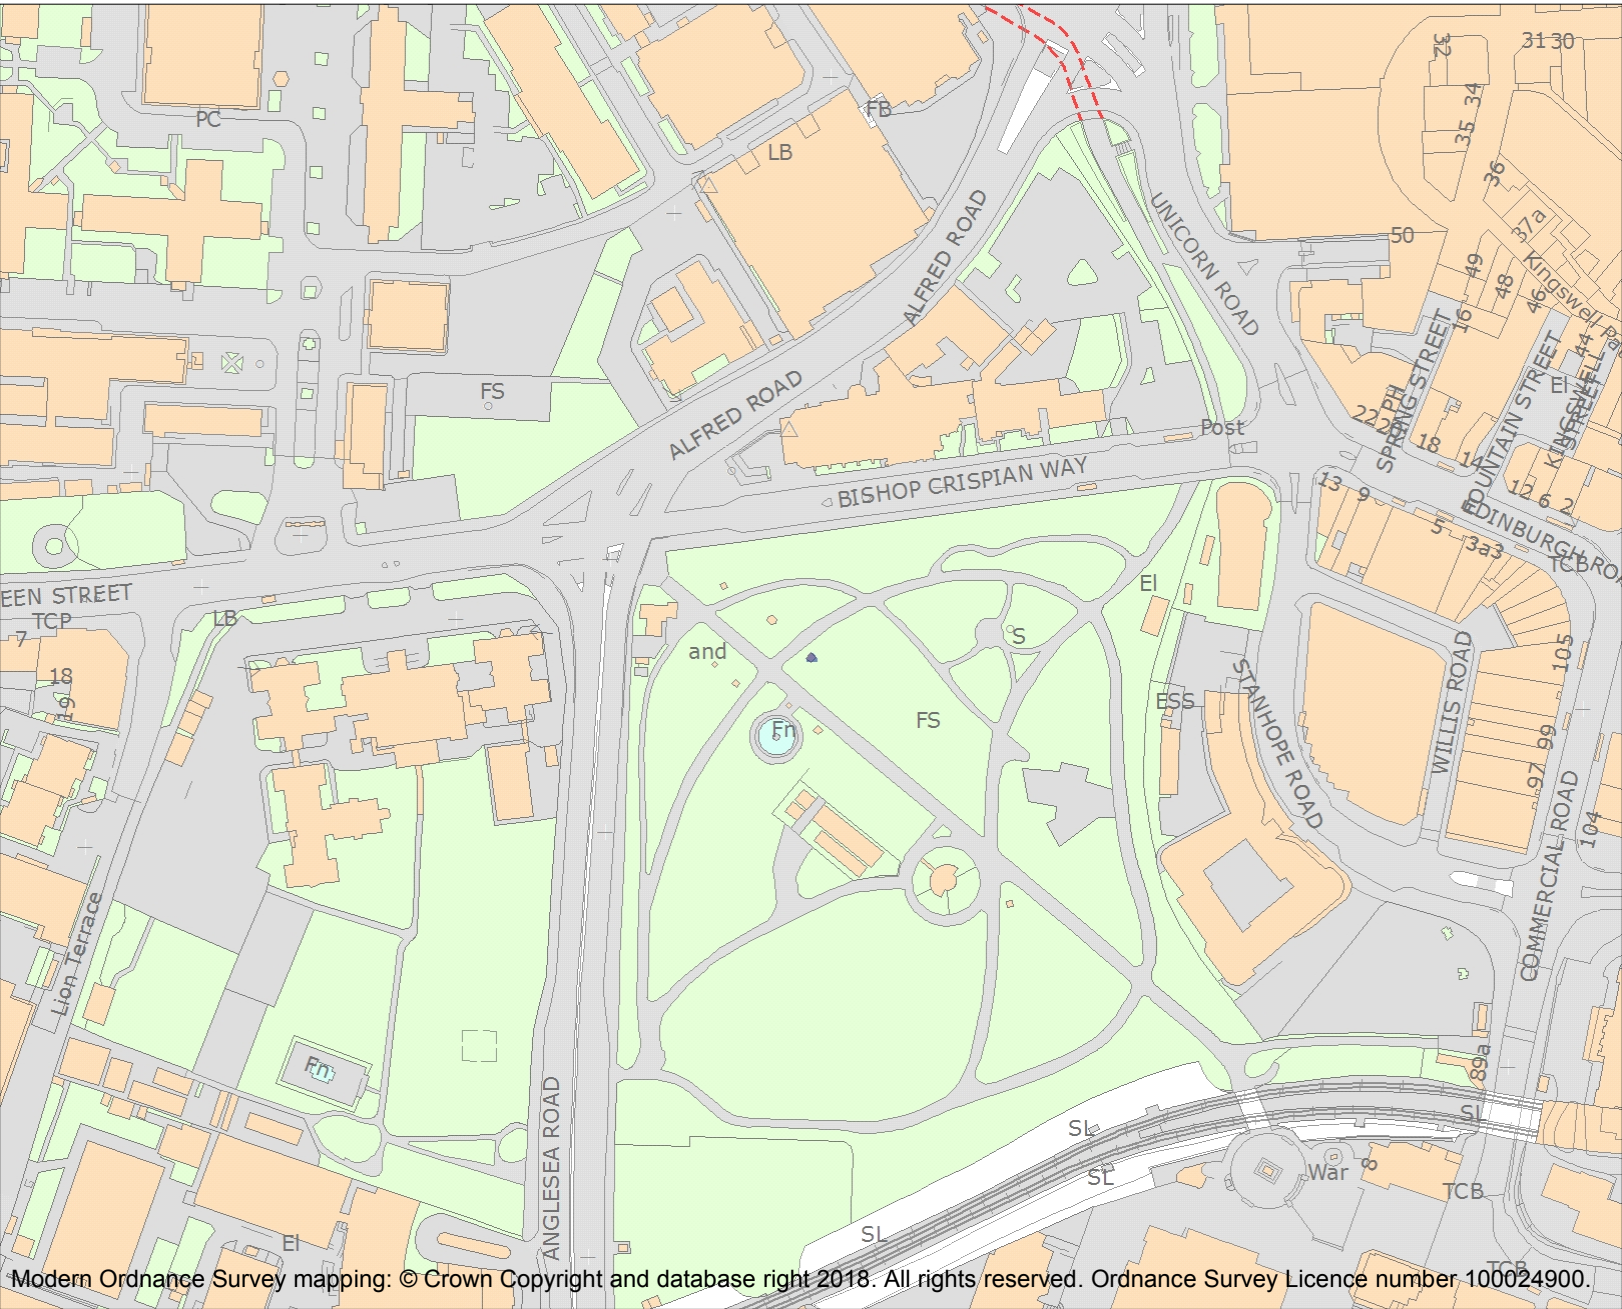 32
31 30
34
PC
FB
35
LB
36
ALFRED ROAD
UNICORN ROAD
37a
50
49
48
46
16
44
SPRING STREET
FOUNTAIN STREET
KINGSWELL
STREET
FS
ALFRED ROAD
El
PH
Post
18
14
BISHOP CRISPIAN WAY
13
9
12
6
2
5
3a3
EDINBURGH
TCB
EEN STREET
TCP
LB
7
El
S
and
105
18
19
ESS
FS
Fn
STANHOPE ROAD
WILLIS ROAD
99
97
COMMERCIAL ROAD
104
Lion Terrace
Fn
89a
SL
SL
SL
War
8
TCB
ANGLESEA ROAD
SL
El
TCB
Modern Ordnance Survey mapping: © Crown Copyright and database right 2018. All rights reserved. Ordnance Survey Licence number 100024900.